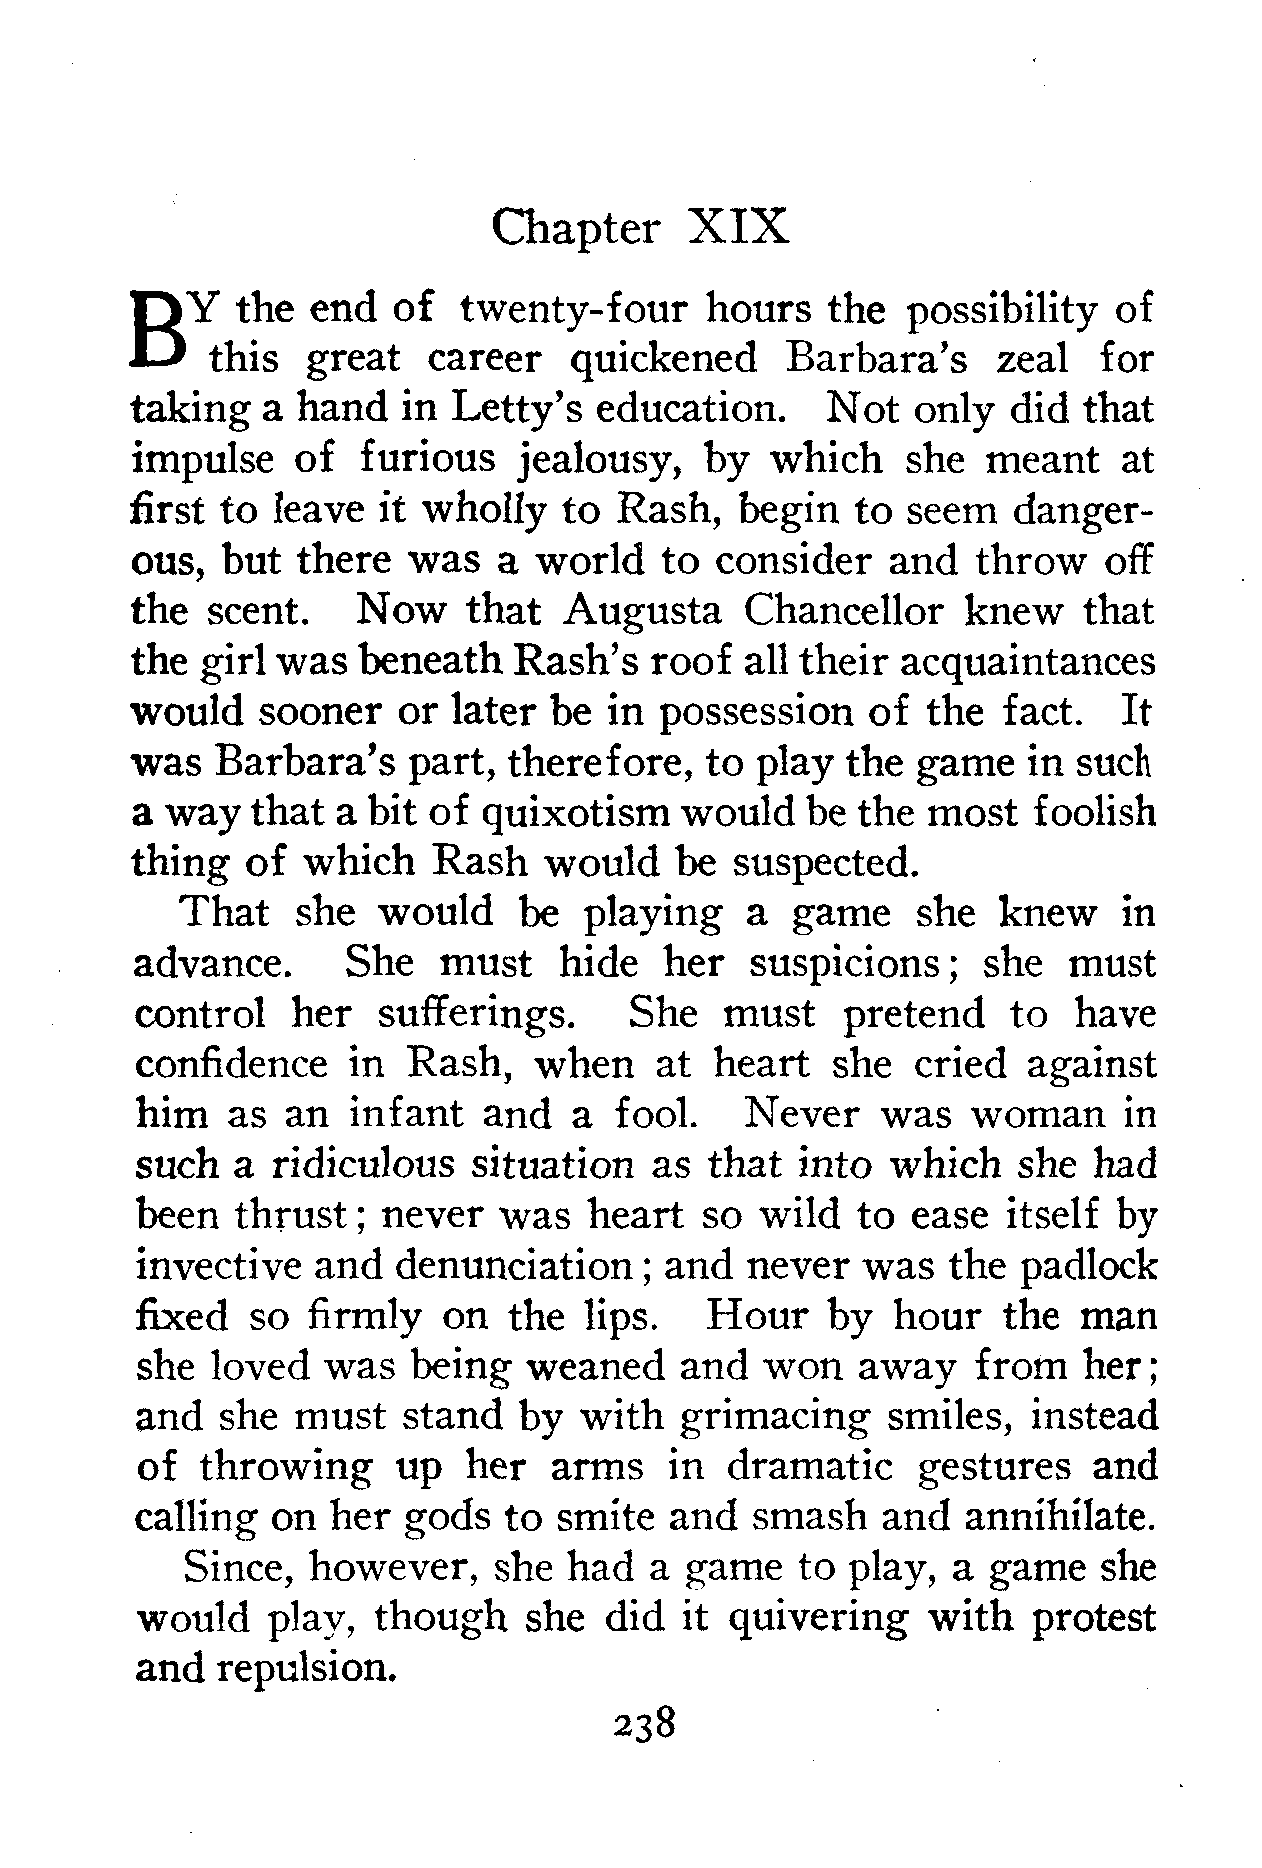 Chapter XIX
BY the end of twenty-four hours the possibility of
this great career quickened Barbara's zeal for
taking a hand in Letty's education. Not only did that
impulse of furious jealousy, by which she meant at
first to leave it wholly to Rash, begin to seem danger-
ous, but there was a world to consider and throw off
the scent. Now that Augusta Chancellor knew that
the girl was beneath Rash's roof all their acquaintances
would sooner or later be in possession of the fact. It
was Barbara's part, therefore, to play the game in such
a way that a bit of quixotism would be the most foolish
thing of which Rash would be suspected.
That she would be playing a game she knew in
advance. She must hide her suspicions; she must
control her sufferings. She must pretend to have
confidence in Rash, when at heart she cried against
him as an infant and a fool. Never was woman in
such a ridiculous situation as that into which she had
been thrust; never was heart so wild to ease itself by
invective and denunciation; and never was the padlock
fixed so firmly on the lips. Hour by hour the man
she loved was being weaned and won away from her;
and she must stand by with grimacing smiles, instead
of throwing up her arms in dramatic gestures and
calling on her gods to smite and smash and annihilate.
Since, however, she had a game to play, a game she
would play, though she did it quivering with protest
and repulsion.
238